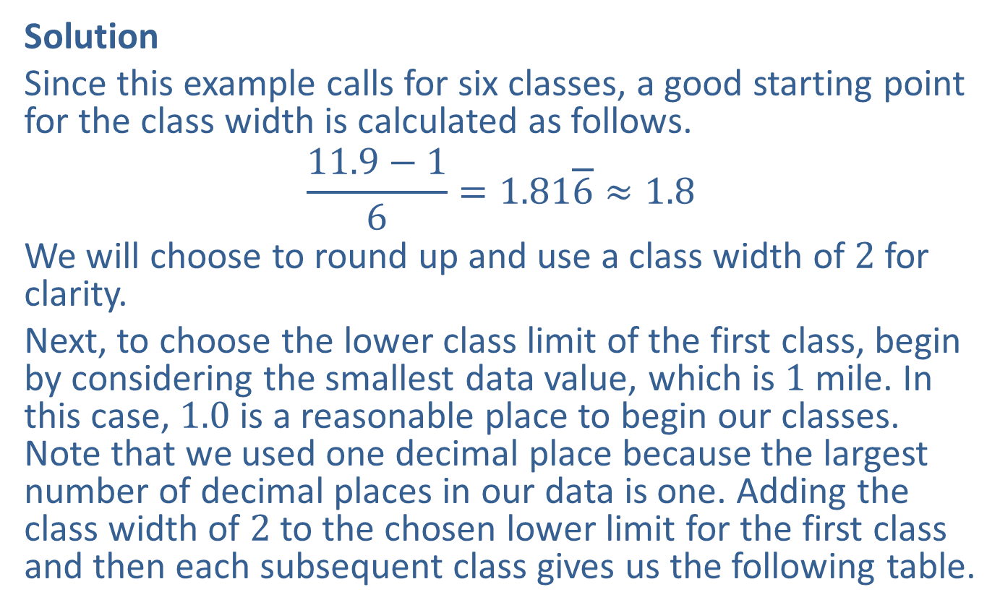 Solution
Since this example calls for six classes, a good starting point
for the class width is calculated as follows.
11.9 − 1
= 1.816̅ ≈ 1.8
6
We will choose to round up and use a class width of 2 for
clarity.
Next, to choose the lower class limit of the first class, begin
by considering the smallest data value, which is 1 mile. In
this case, 1.0 is a reasonable place to begin our classes.
Note that we used one decimal place because the largest
number of decimal places in our data is one. Adding the
class width of 2 to the chosen lower limit for the first class
and then each subsequent class gives us the following table.